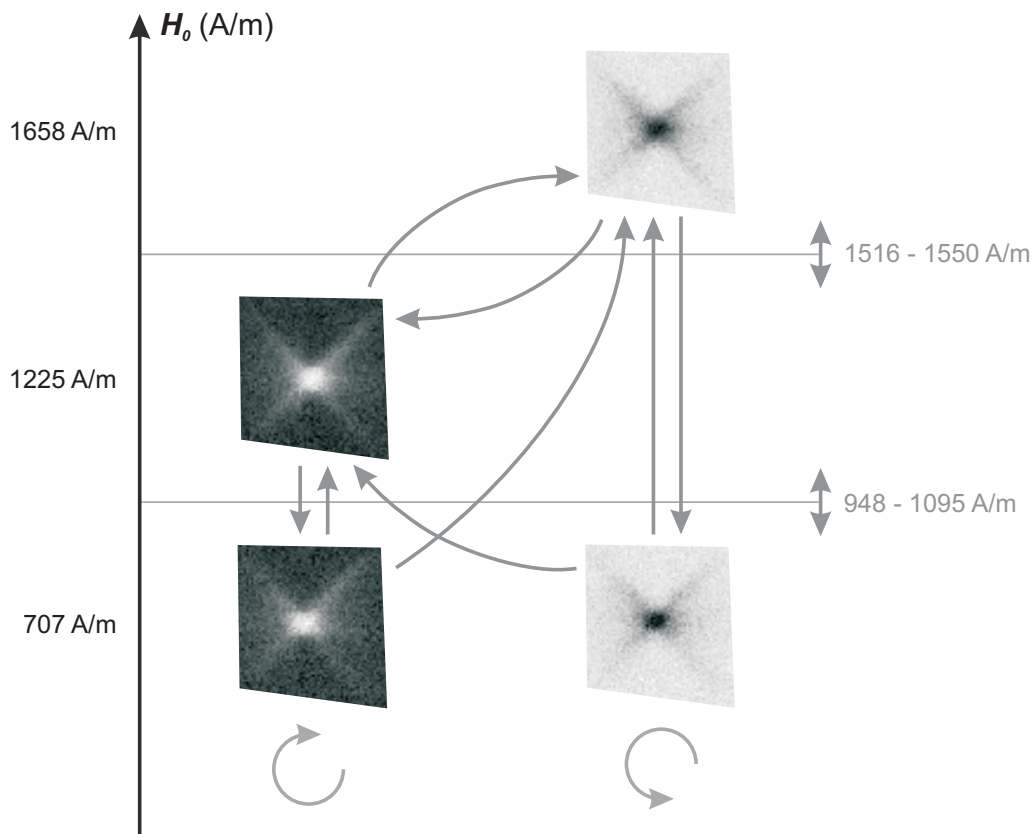 H₀ (A/m)
1658 A/m
1516 - 1550 A/m
1225 A/m
948 - 1095 A/m
707 A/m